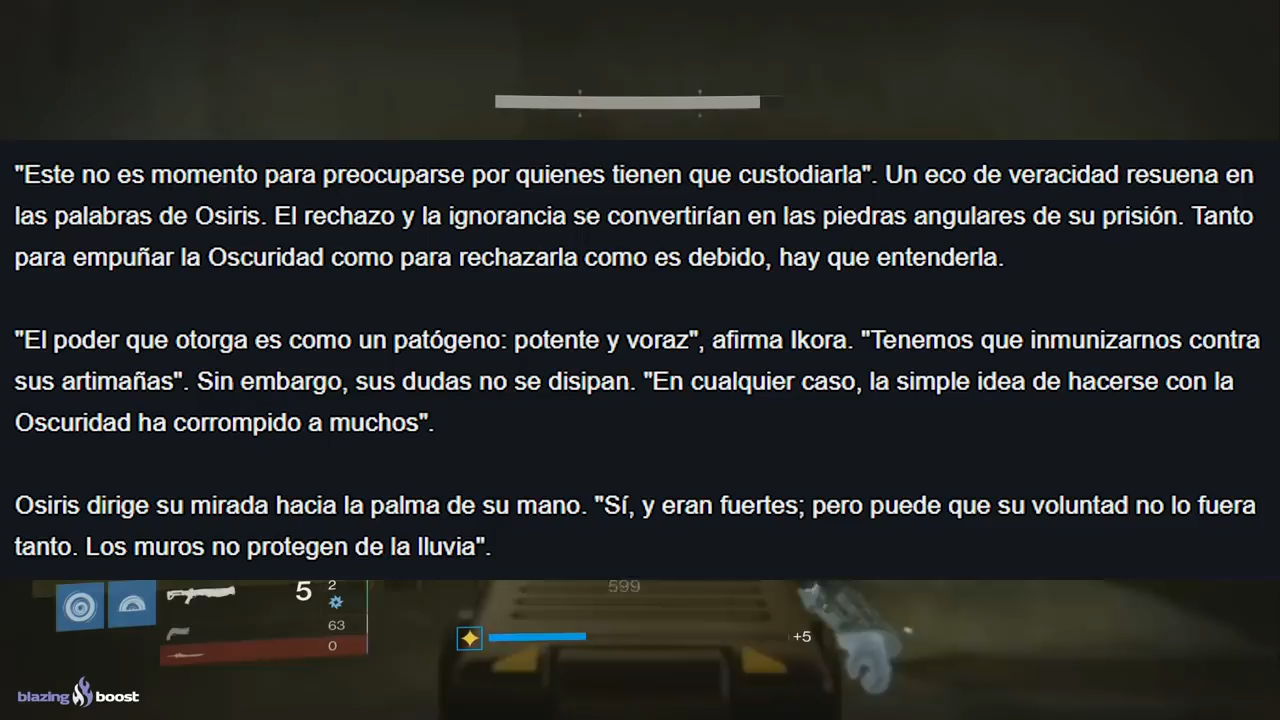 "Este no es momento para preocuparse por quienes tienen que custodiarla". Un eco de veracidad resuena en
las palabras de Osiris. El rechazo y la ignorancia se convertirían en las piedras angulares de su prisión. Tanto
para empuñar la Oscuridad como para rechazarla como es debido, hay que entenderla.
"El poder que otorga es como un patógeno: potente y voraz", afirma Ikora. "Tenemos que inmunizarnos contra
sus artimañas". Sin embargo, sus dudas no se disipan. "En cualquier caso, la simple idea de hacerse con la
Oscuridad ha corrompido a muchos".
Osiris dirige su mirada hacia la palma de su mano. "Sí, y eran fuertes; pero puede que su voluntad no lo fuera
tanto. Los muros no protegen de la lluvia".
5 2
599
63
+5
0
blazing boost